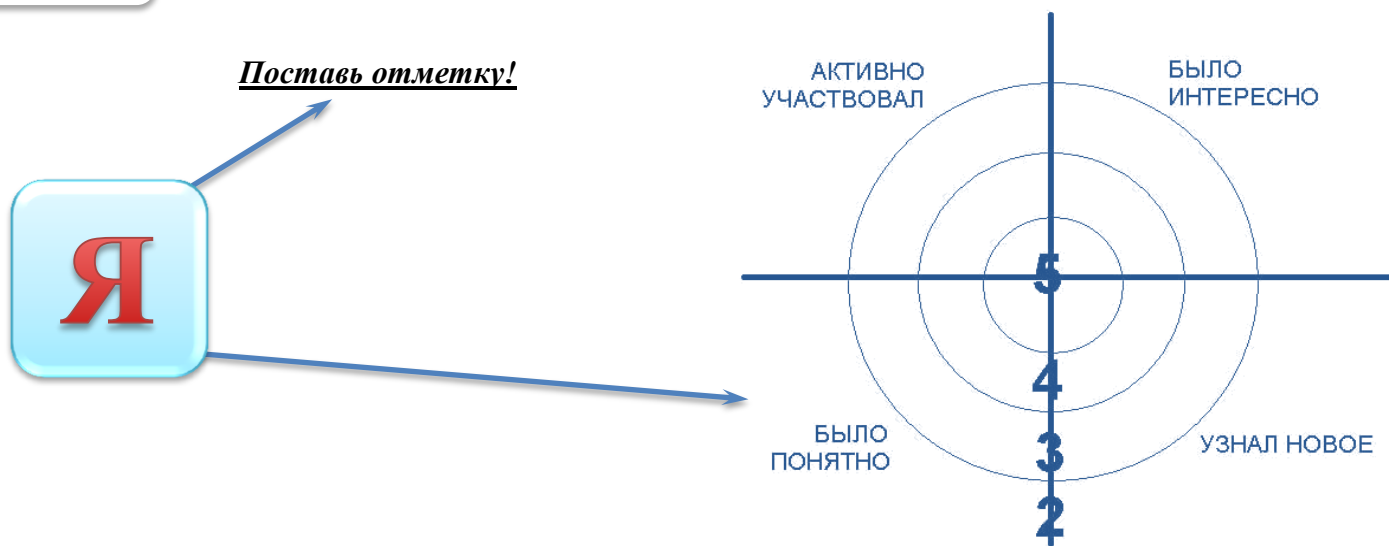 Поставь отметку!
Я
АКТИВНО
УЧАСТВОВАЛ
БЫЛО
ИНТЕРЕСНО
5
4
3
2
БЫЛО
ПОНЯТНО
УЗНАЛ НОВОЕ